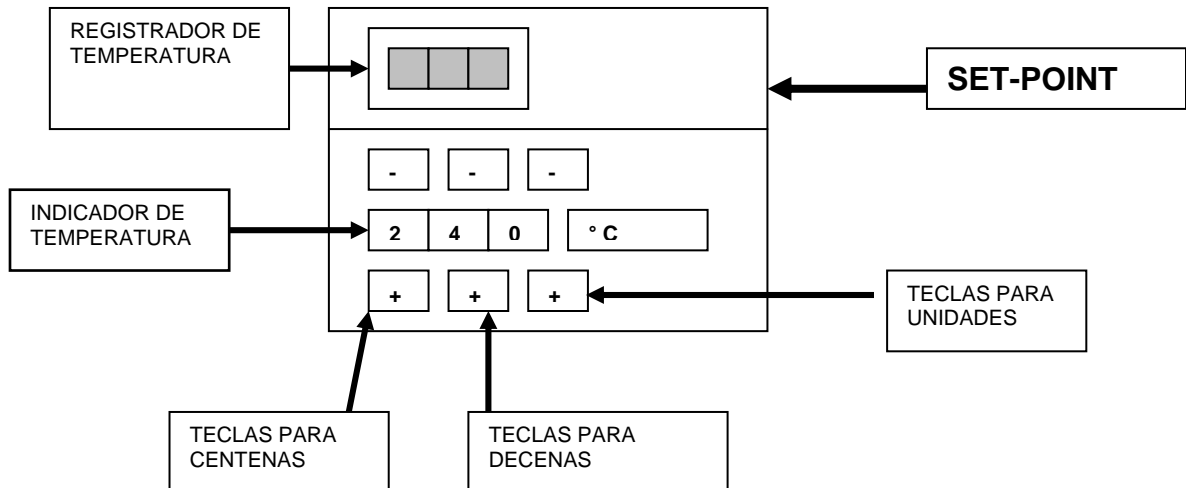 REGISTRADOR DE
TEMPERATURA
SET-POINT
- - -
INDICADOR DE
TEMPERATURA
2 4 0 ° C
+ + +
TECLAS PARA
UNIDADES
TECLAS PARA
CENTENAS
TECLAS PARA
DECENAS